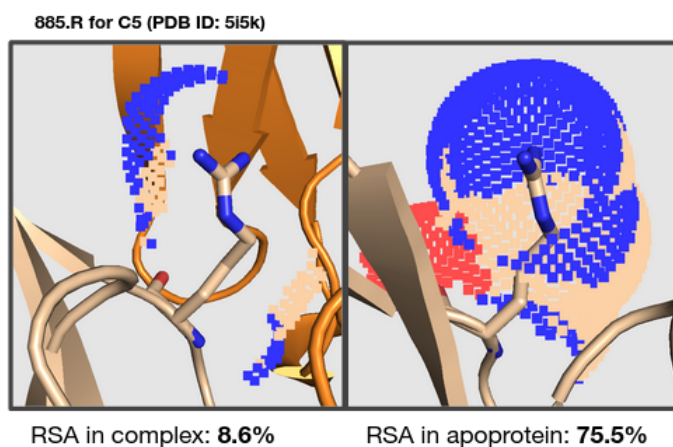 885.R for C5 (PDB ID: 5i5k)
RSA in complex: 8.6%
RSA in apoprotein: 75.5%